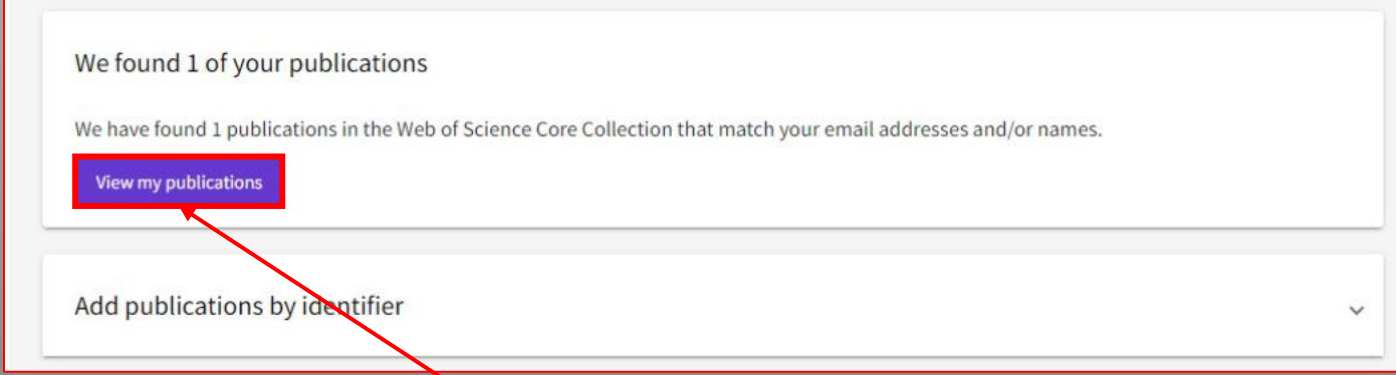 We found 1 of your publications
We have found 1 publications in the Web of Science Core Collection that match your email addresses and/or names.
View my publications
Add publications by identifier